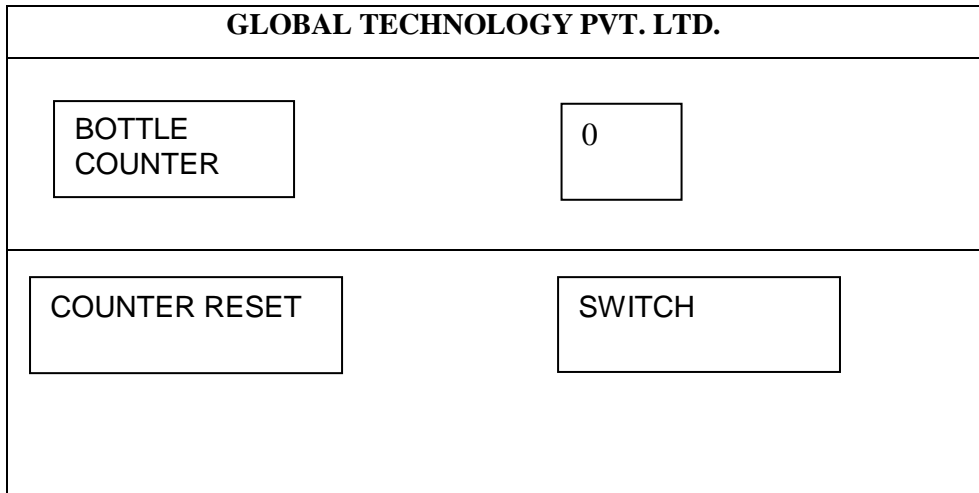 GLOBAL TECHNOLOGY PVT. LTD.
BOTTLE
COUNTER
0
COUNTER RESET
SWITCH